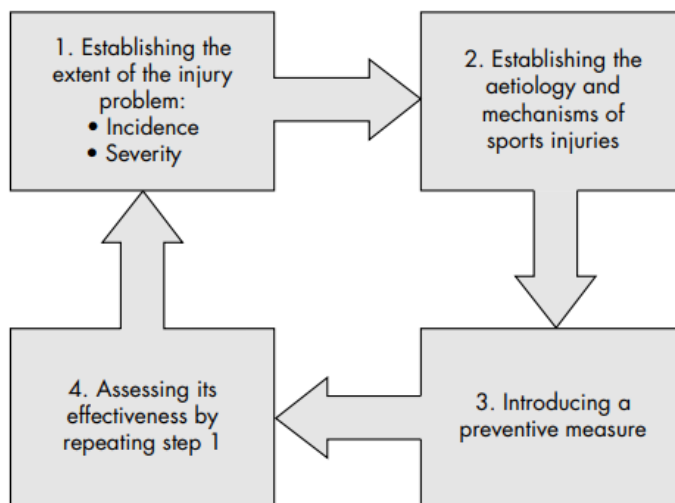 1. Establishing the
extent of the injury
problem:
• Incidence
• Severity
2. Establishing the
aetiology and
mechanisms of
sports injuries
3. Introducing a
preventive measure
4. Assessing its
effectiveness by
repeating step 1